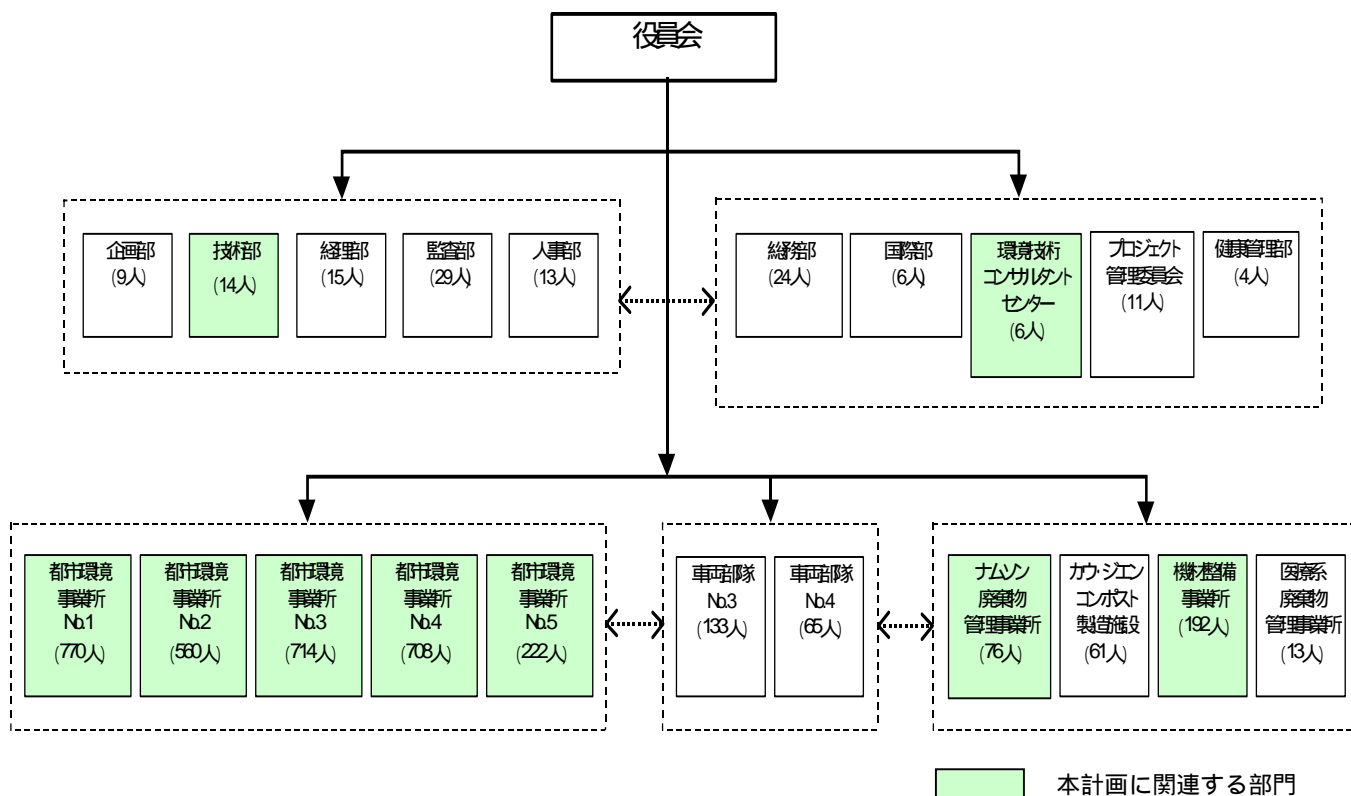 役員会
企画部
(9人)
技術部
(14人)
経理部
(15人)
監査部
(29人)
人事部
(13人)
総務部
(24人)
国際部
(6人)
環境技術
コンサルタント
センター
(6人)
プロジェクト
管理委員会
(11人)
健康管理部
(4人)
都市環境
事業所
No.1
(770人)
都市環境
事業所
No.2
(560人)
都市環境
事業所
No.3
(714人)
都市環境
事業所
No.4
(708人)
都市環境
事業所
No.5
(222人)
車両部隊
No.3
(133人)
車両部隊
No.4
(65人)
ナムソン
廃棄物
管理事業所
(76人)
カウ・ジエン
コンポスト
製造施設
(61人)
機材整備
事業所
(192人)
医療系
廃棄物
管理事業所
(13人)
本計画に関連する部門